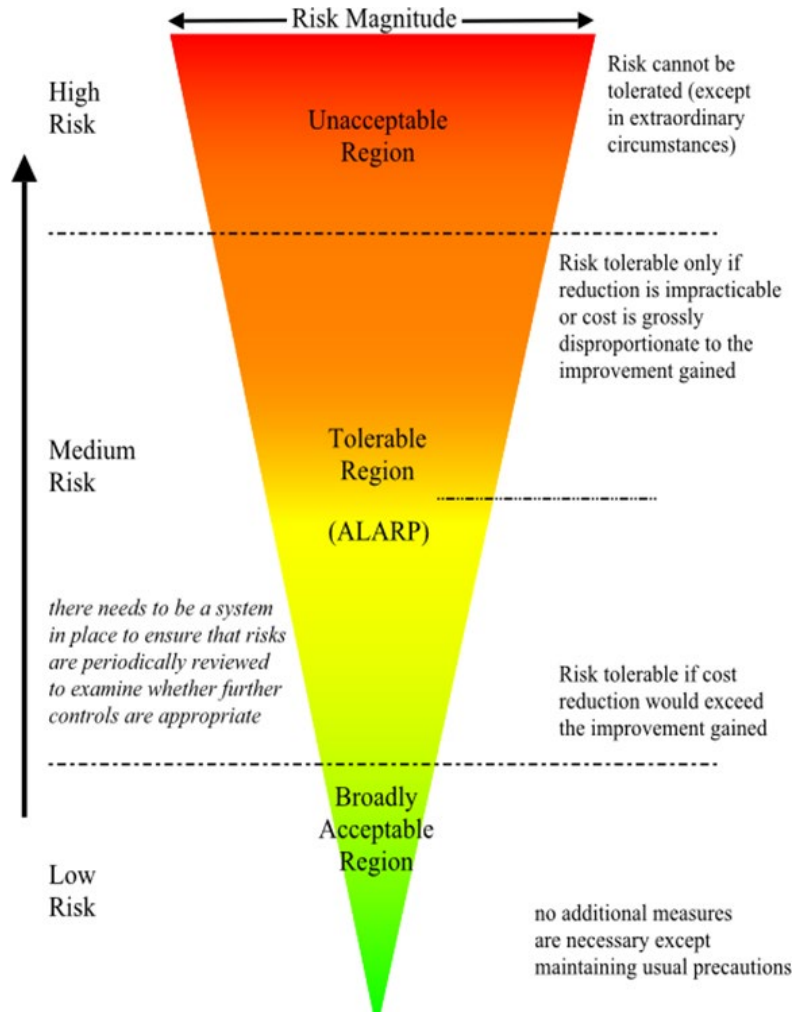 Risk Magnitude
High
Risk
Unacceptable
Region
Risk cannot be
tolerated (except
in extraordinary
circumstances)
Risk tolerable only if
reduction is impracticable
or cost is grossly
disproportionate to the
improvement gained
Medium
Risk
Tolerable
Region
(ALARP)
there needs to be a system
in place to ensure that risks
are periodically reviewed
to examine whether further
controls are appropriate
Risk tolerable if cost
reduction would exceed
the improvement gained
Broadly
Acceptable
Region
Low
Risk
no additional measures
are necessary except
maintaining usual precautions